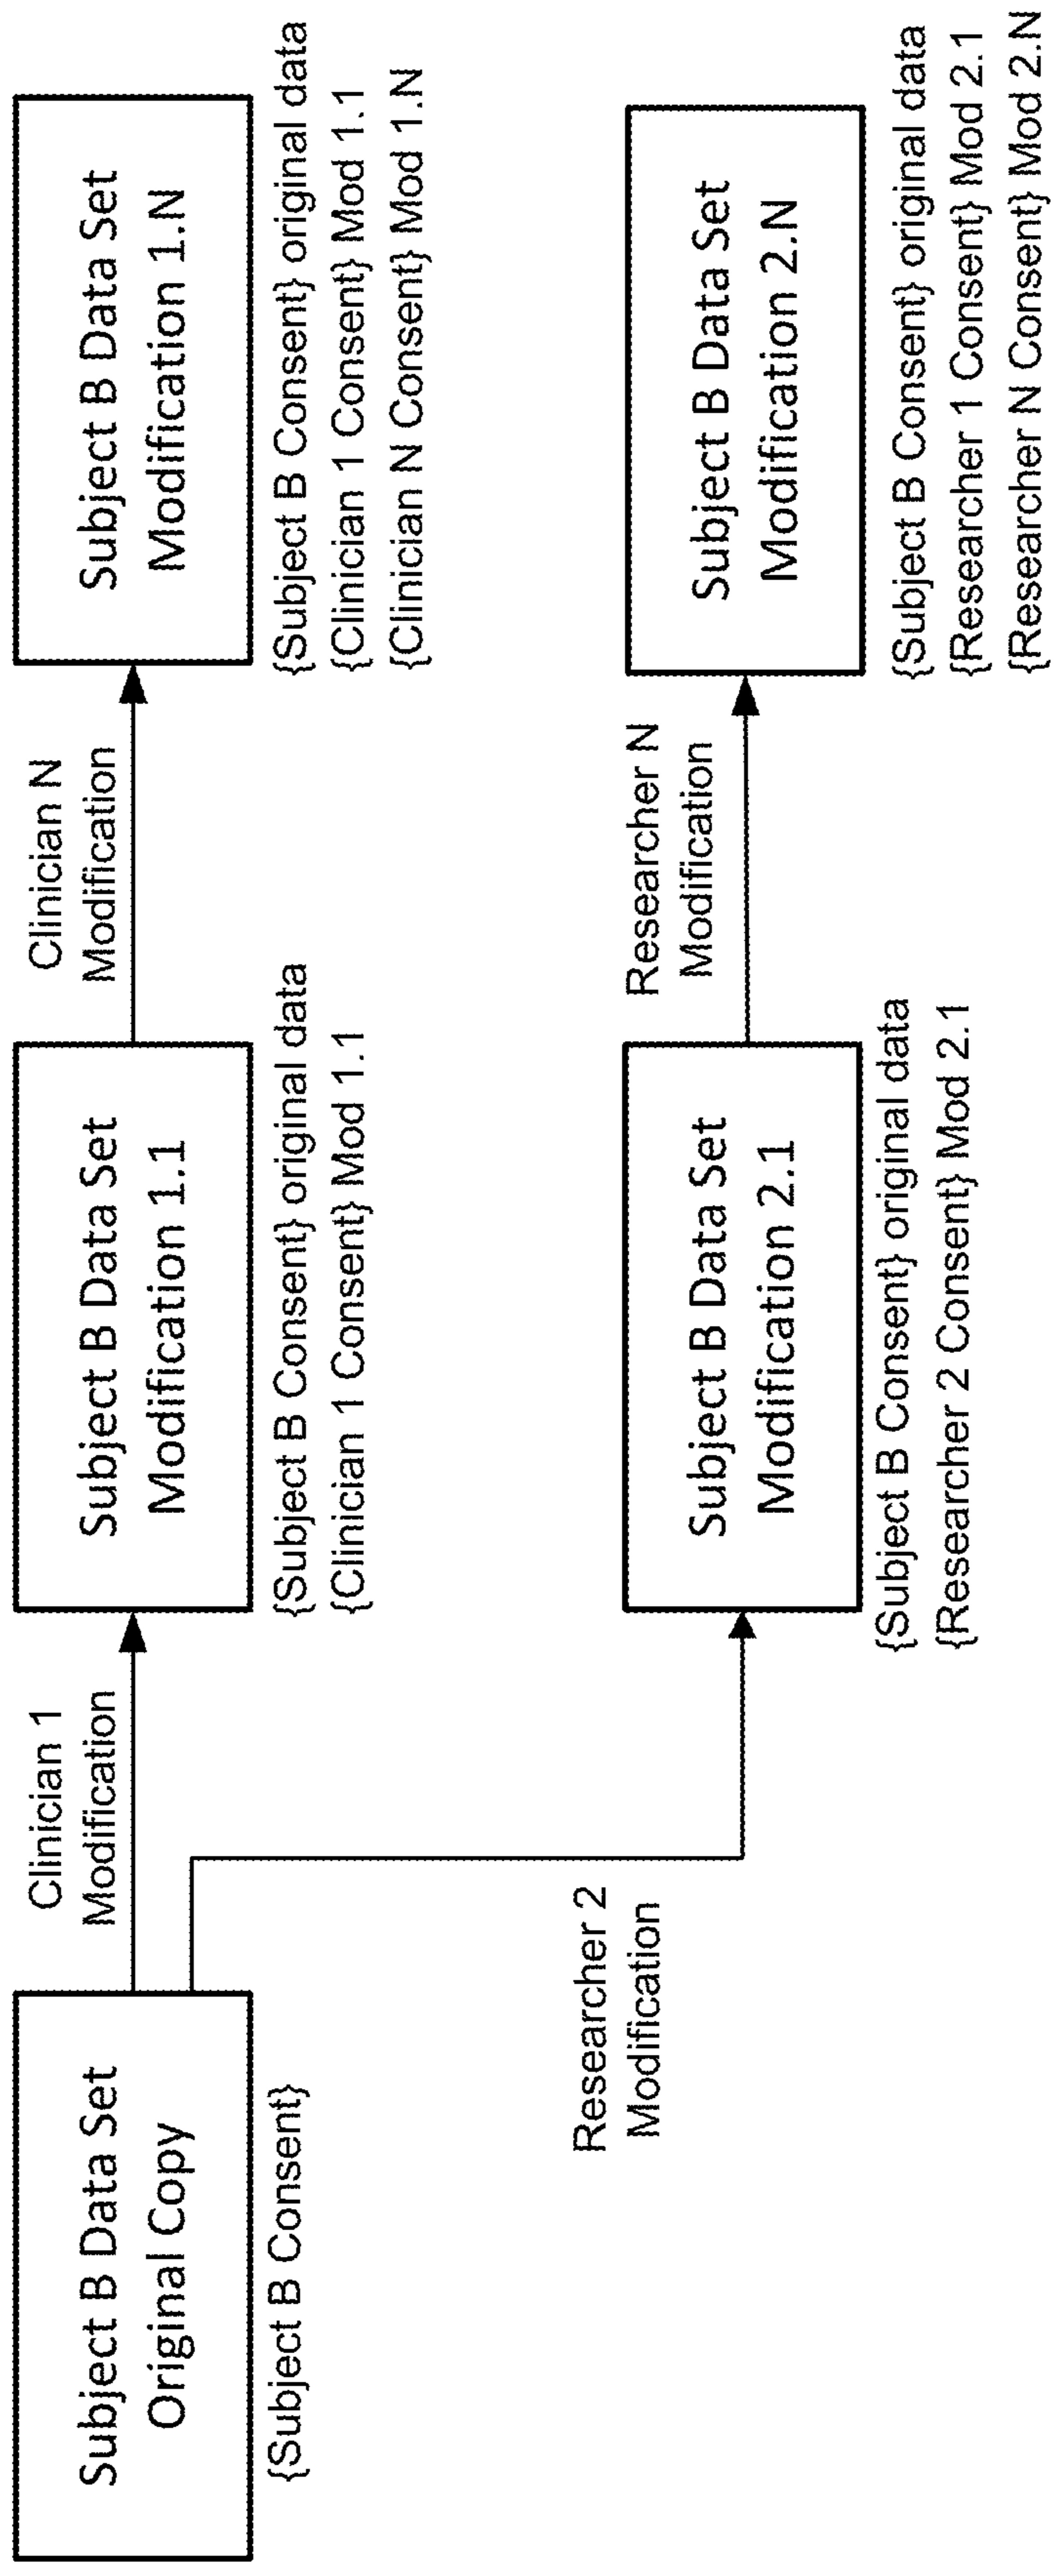 Subject B Data Set
Original Copy
{Subject B Consent}
Clinician 1
Modification
Subject B Data Set
Modification 1.1
{Subject B Consent} original data
{Clinician 1 Consent} Mod 1.1
Clinician N
Modification
Subject B Data Set
Modification 1.N
{Subject B Consent} original data
{Clinician 1 Consent} Mod 1.1
{Clinician N Consent} Mod 1.N
Researcher 2
Modification
Subject B Data Set
Modification 2.1
{Subject B Consent} original data
{Researcher 2 Consent} Mod 2.1
Researcher N
Modification
Subject B Data Set
Modification 2.N
{Subject B Consent} original data
{Researcher 1 Consent} Mod 2.1
{Researcher N Consent} Mod 2.N